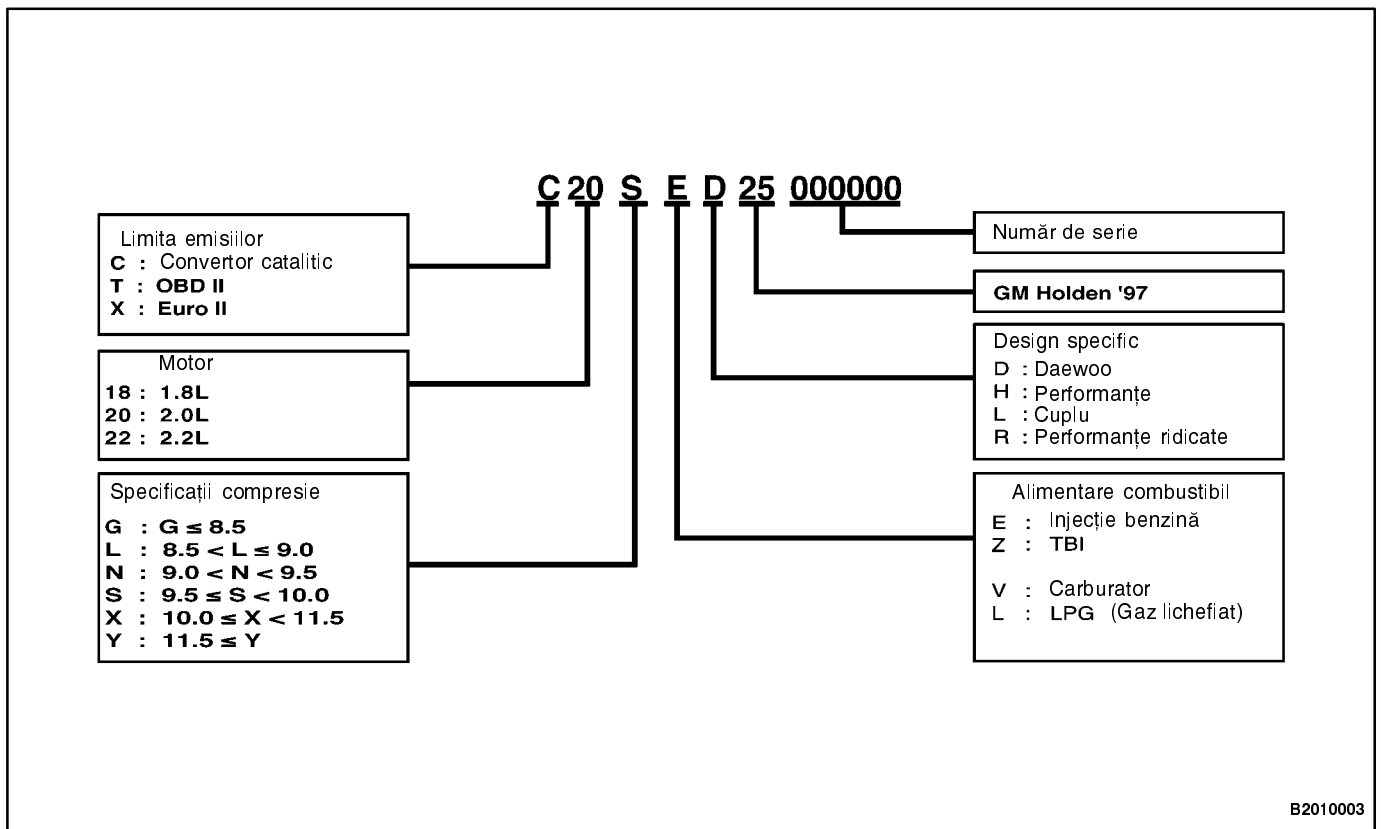 C 20 S E D 25 000000
Limita emisiilor
C : Convertor catalitic
T : OBD II
X : Euro II
Motor
18 : 1.8L
20 : 2.0L
22 : 2.2L
Specificații compresie
G : G ≤ 8.5
L : 8.5 < L ≤ 9.0
N : 9.0 < N < 9.5
S : 9.5 ≤ S < 10.0
X : 10.0 ≤ X < 11.5
Y : 11.5 ≤ Y
Număr de serie
GM Holden '97
Design specific
D : Daewoo
H : Performanțe
L : Cuplu
R : Performanțe ridicate
Alimentare combustibil
E : Injecție benzină
Z : TBI
V : Carburator
L : LPG (Gaz lichefiat)
B2010003